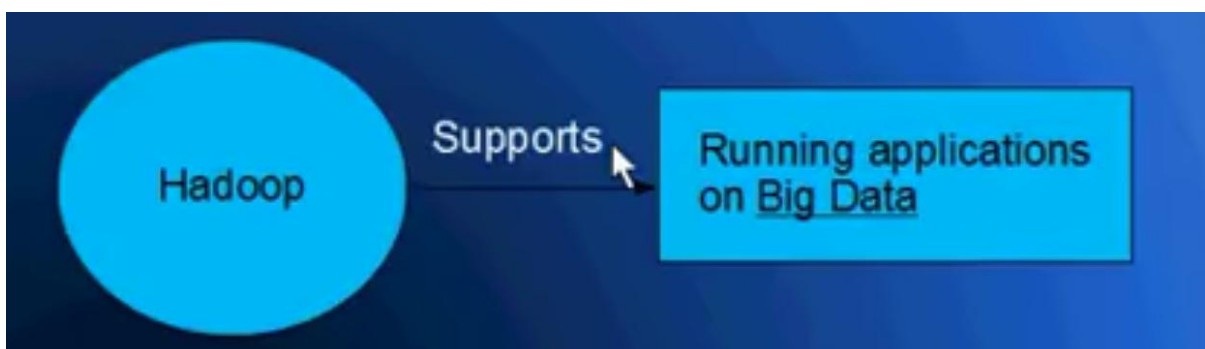 Hadoop
Supports
Running applications
on Big Data